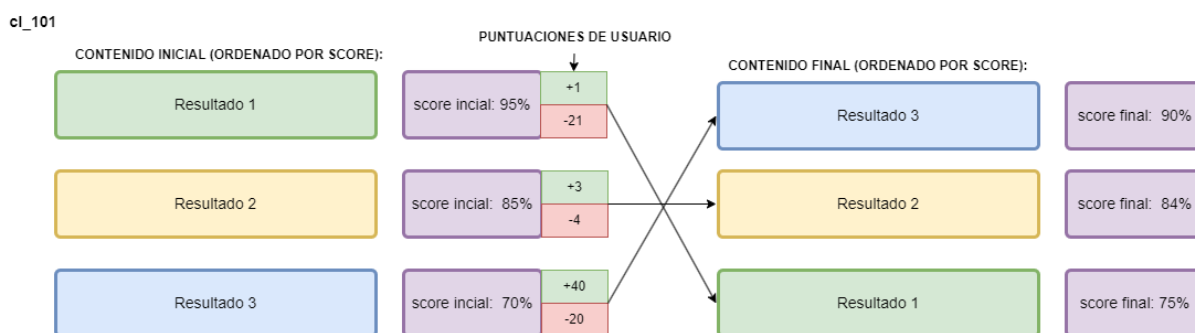 cl_101
PUNTUACIONES DE USUARIO
CONTENIDO INICIAL (ORDENADO POR SCORE):
CONTENIDO FINAL (ORDENADO POR SCORE):
Resultado 1
score incial: 95%
+1
-21
Resultado 3
score final: 90%
Resultado 2
score incial: 85%
+3
-4
Resultado 2
score final: 84%
Resultado 3
score incial: 70%
+40
-20
Resultado 1
score final: 75%